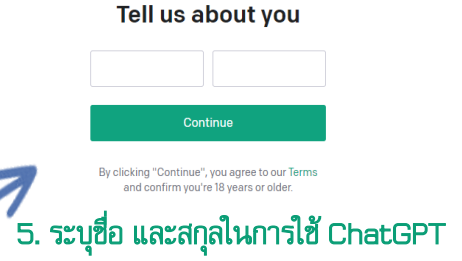 Tell us about you
Continue
By clicking "Continue", you agree to our Terms
and confirm you're 18 years or older.
5. ระบุชื่อ และสกุลในการใช้ ChatGPT